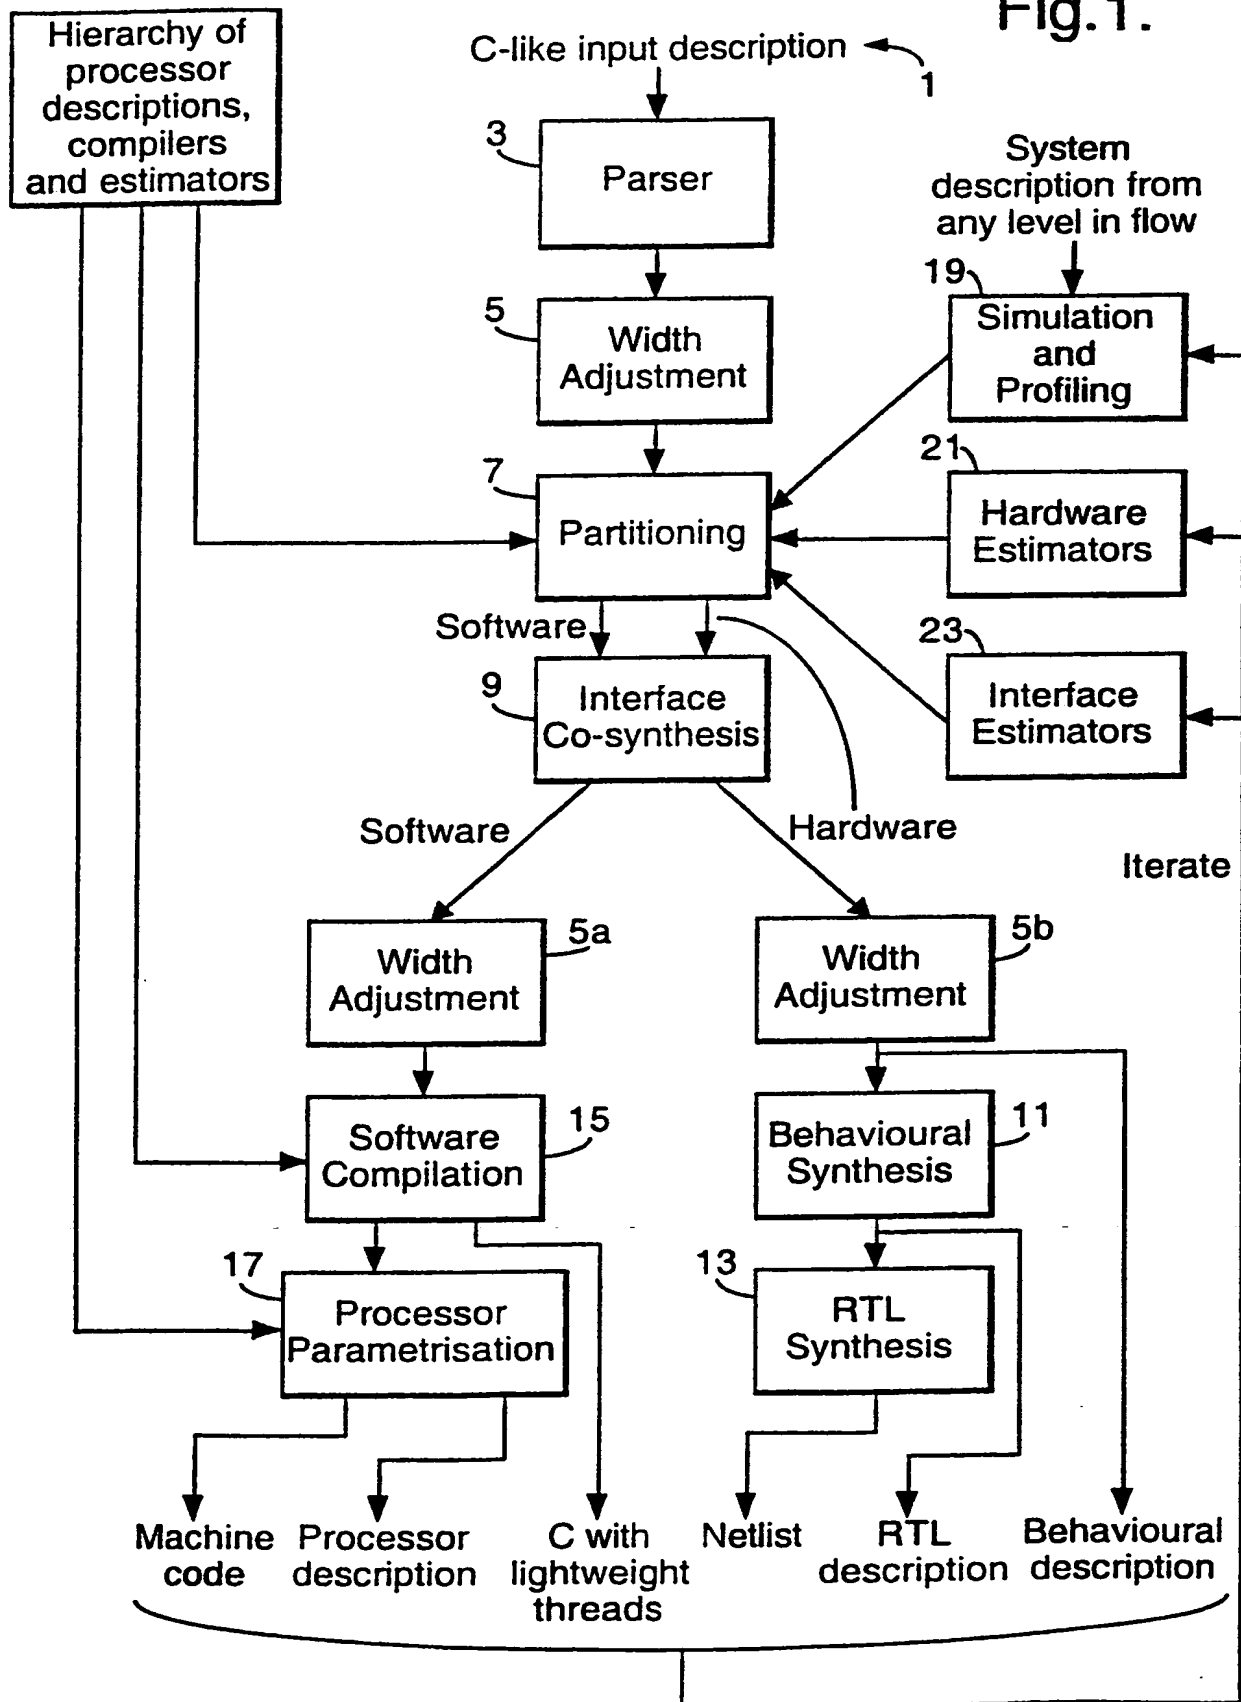 Fig.1.
Hierarchy of
processor
descriptions,
compilers
and estimators
C-like input description
1
3
Parser
System
description from
any level in flow
5
Width
Adjustment
19
Simulation
and
Profiling
7
Partitioning
21
Hardware
Estimators
Software
9
Interface
Co-synthesis
23
Interface
Estimators
Software
Hardware
Iterate
5a
Width
Adjustment
5b
Width
Adjustment
15
Software
Compilation
11
Behavioural
Synthesis
17
Processor
Parametrisation
13
RTL
Synthesis
Machine
code
Processor
description
C with
lightweight
threads
Netlist
RTL
description
Behavioural
description